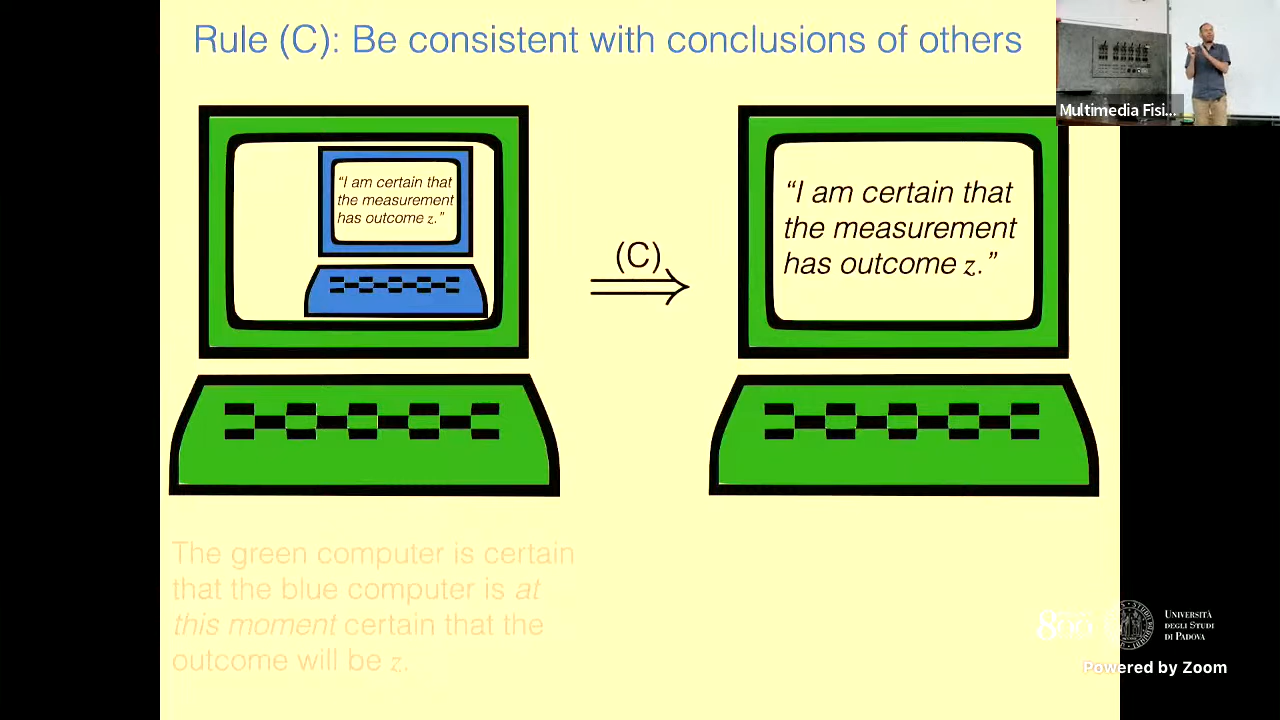 Rule (C): Be consistent with conclusions of others
Multimedia Fisi...
“I am certain that
the measurement
has outcome z.”
(C)
“I am certain that
the measurement
has outcome z.”
The green computer is certain
that the blue computer is at
this moment certain that the
outcome will be z.
800
UNIVERSITÀ
DEGLI STUDI
DI PADOVA
Powered by Zoom